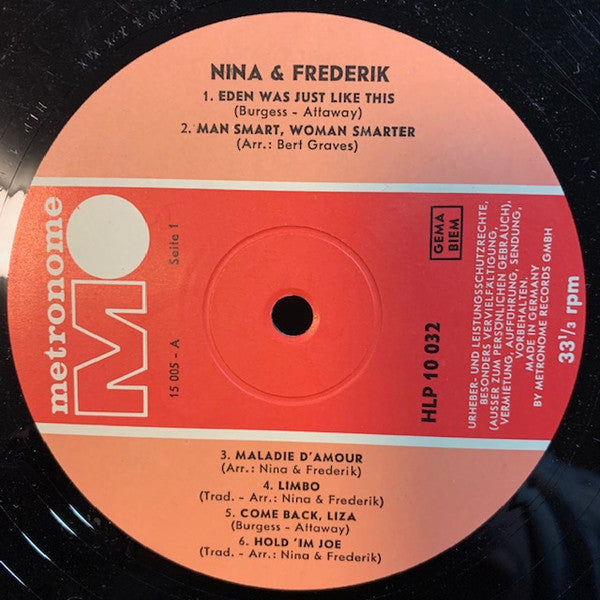 NINA & FREDERIK
1. EDEN WAS JUST LIKE THIS
(Burgess - Attaway)
2. MAN SMART, WOMAN SMARTER
(Arr.: Bert Graves)
metronome
M
15 005 - A
Seite 1
GEMA
BIEM
HLP 10 032
URHEBER- UND LEISTUNGSSCHUTZRECHTE,
BESONDERS VERVIELFÄLTIGUNG,
(AUSSER ZUM PERSÖNLICHEN GEBRAUCH),
VERMIETUNG, AUFFÜHRUNG, SENDUNG,
VORBEHALTEN.
MADE IN GERMANY
BY METRONOME RECORDS GMBH
33 1/3 rpm
3. MALADIE D'AMOUR
(Arr.: Nina & Frederik)
4. LIMBO
(Trad. - Arr.: Nina & Frederik)
5. COME BACK, LIZA
(Burgess - Attaway)
6. HOLD 'IM JOE
(Trad. - Arr.: Nina & Frederik)